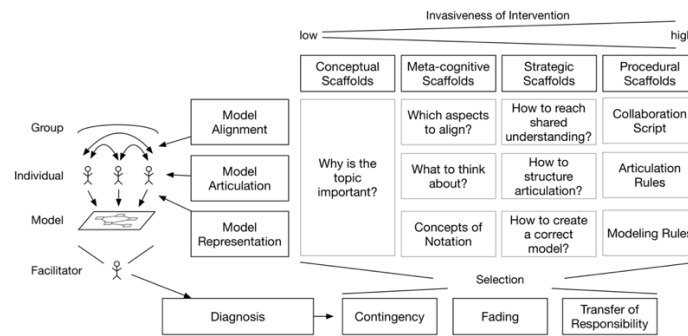 Invasiveness of Intervention
low
high
Conceptual
Scaffolds
Meta-cognitive
Scaffolds
Strategic
Scaffolds
Procedural
Scaffolds
Group
Model
Alignment
Which aspects
to align?
How to reach
shared
understanding?
Collaboration
Script
Individual
Model
Articulation
Why is the
topic
important?
What to think
about?
How to
structure
articulation?
Articulation
Rules
Model
Model
Representation
Concepts of
Notation
How to create
a correct
model?
Modeling Rules
Facilitator
Selection
Diagnosis
Contingency
Fading
Transfer of
Responsibility